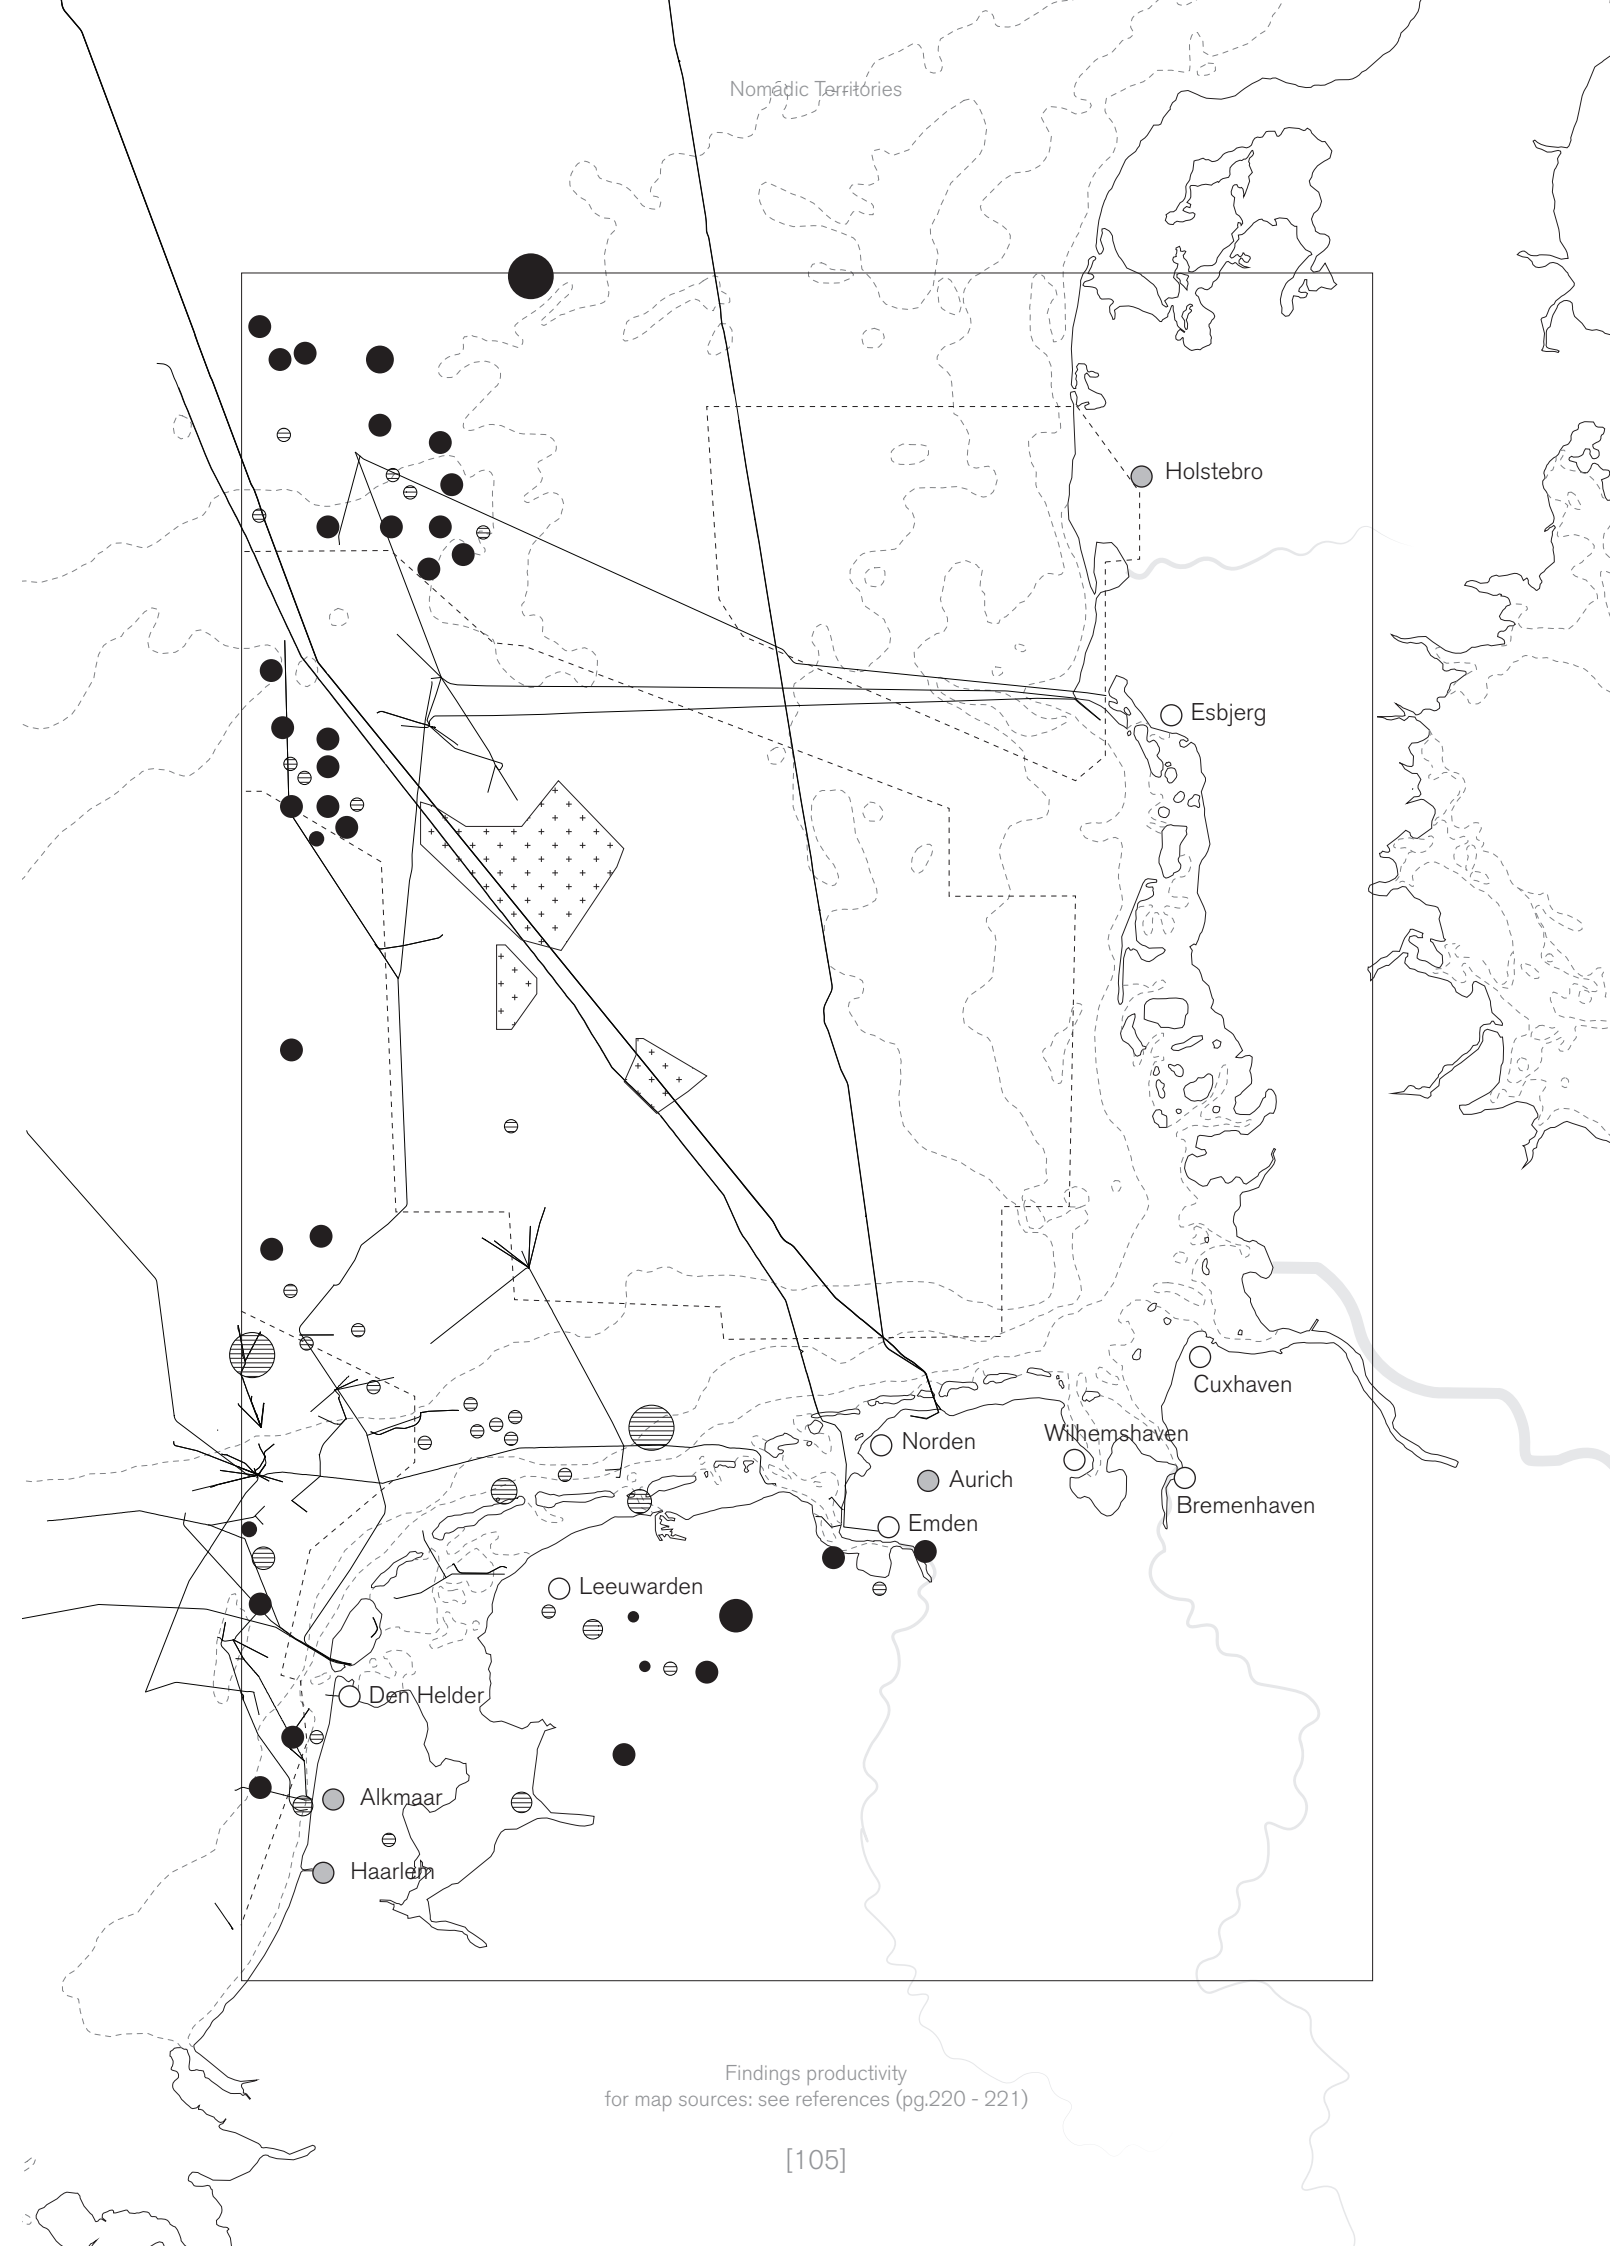 Nomadic Territories
Holstebro
Esbjerg
Cuxhaven
Wilhemshaven
Norden
Aurich
Bremenhaven
Emden
Leeuwarden
Den Helder
Alkmaar
Haarlem
Findings productivity
for map sources: see references (pg.220 - 221)
[105]